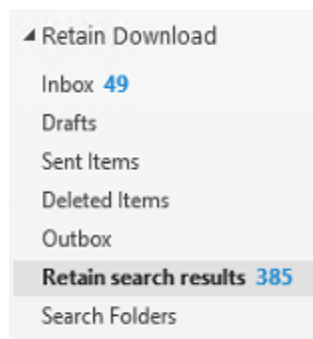 Retain Download
Inbox 49
Drafts
Sent Items
Deleted Items
Outbox
Retain search results 385
Search Folders